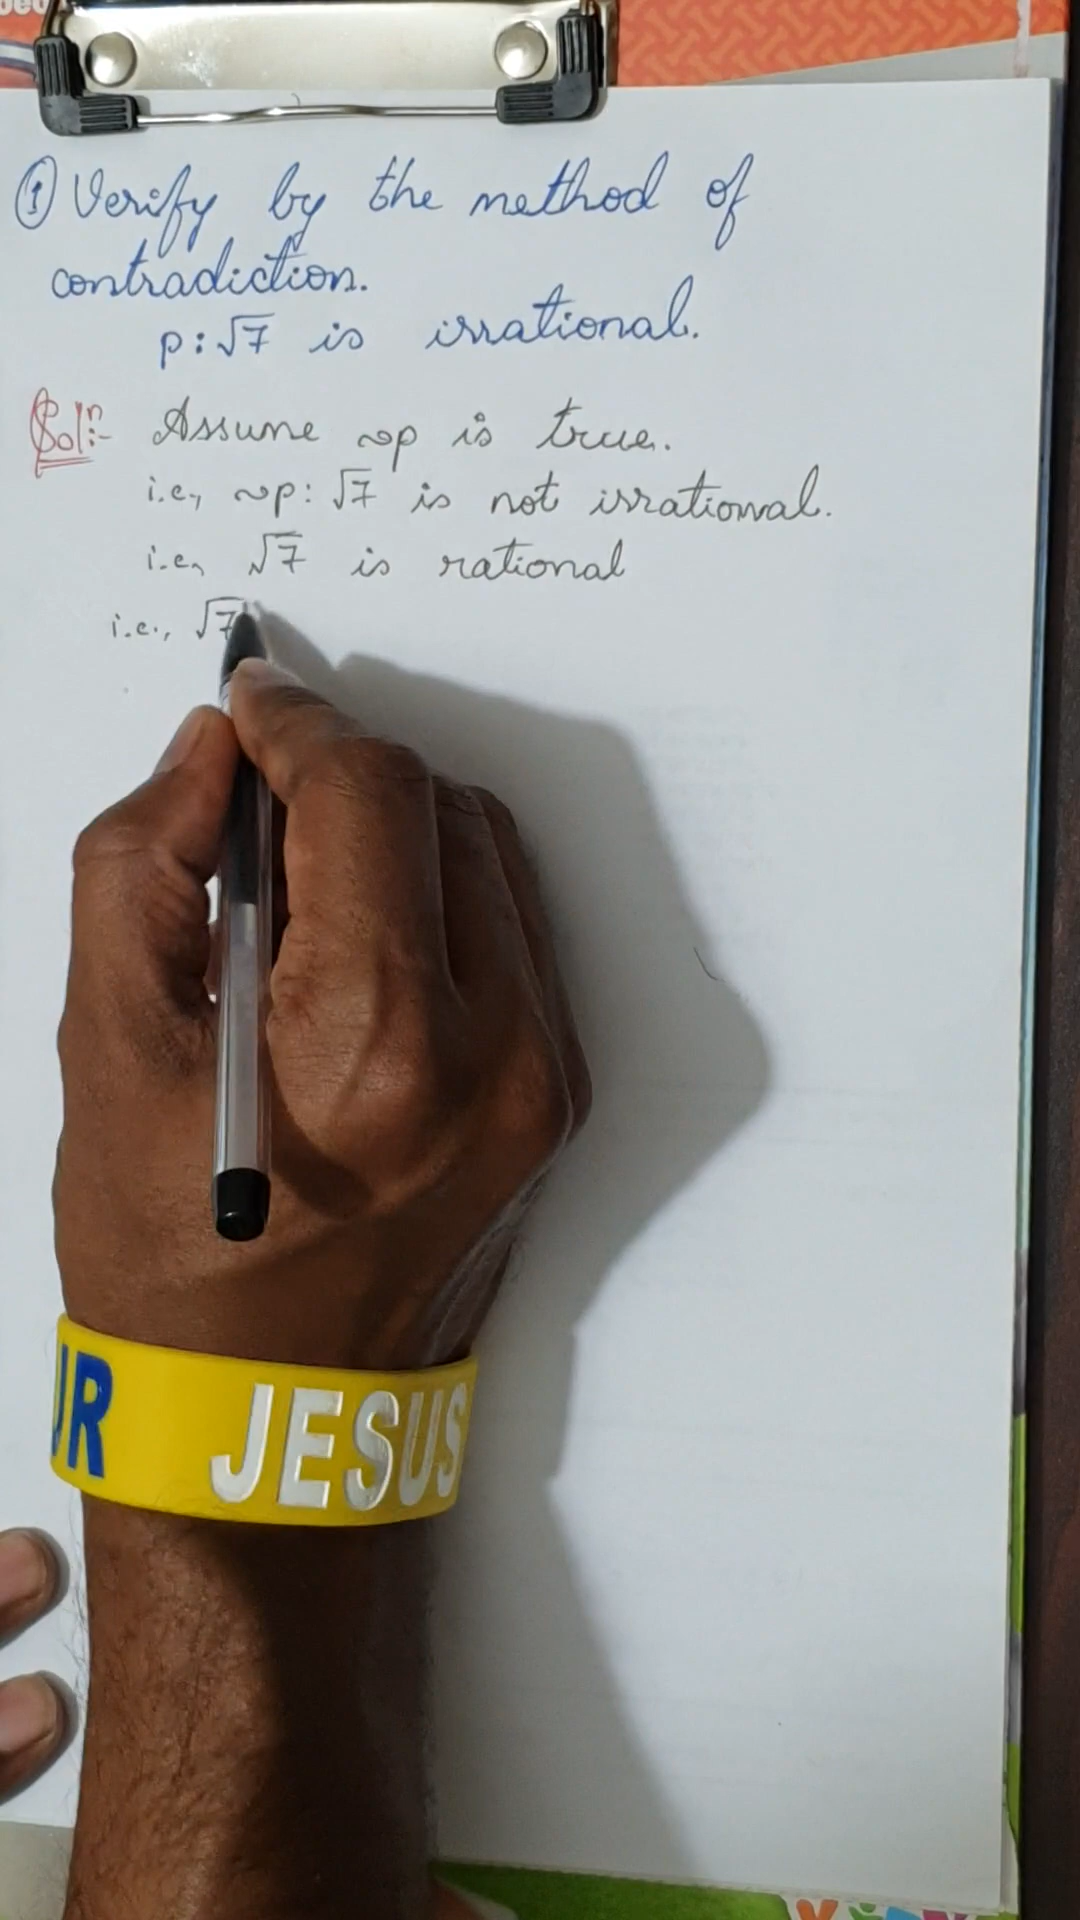 ① Verify by the method of
contradiction.
p: √7 is irrational.
Solⁿ:- Assume ~p is true.
i.e., ~p: √7 is not irrational.
i.e., √7 is rational
i.e., √7
UR JESUS